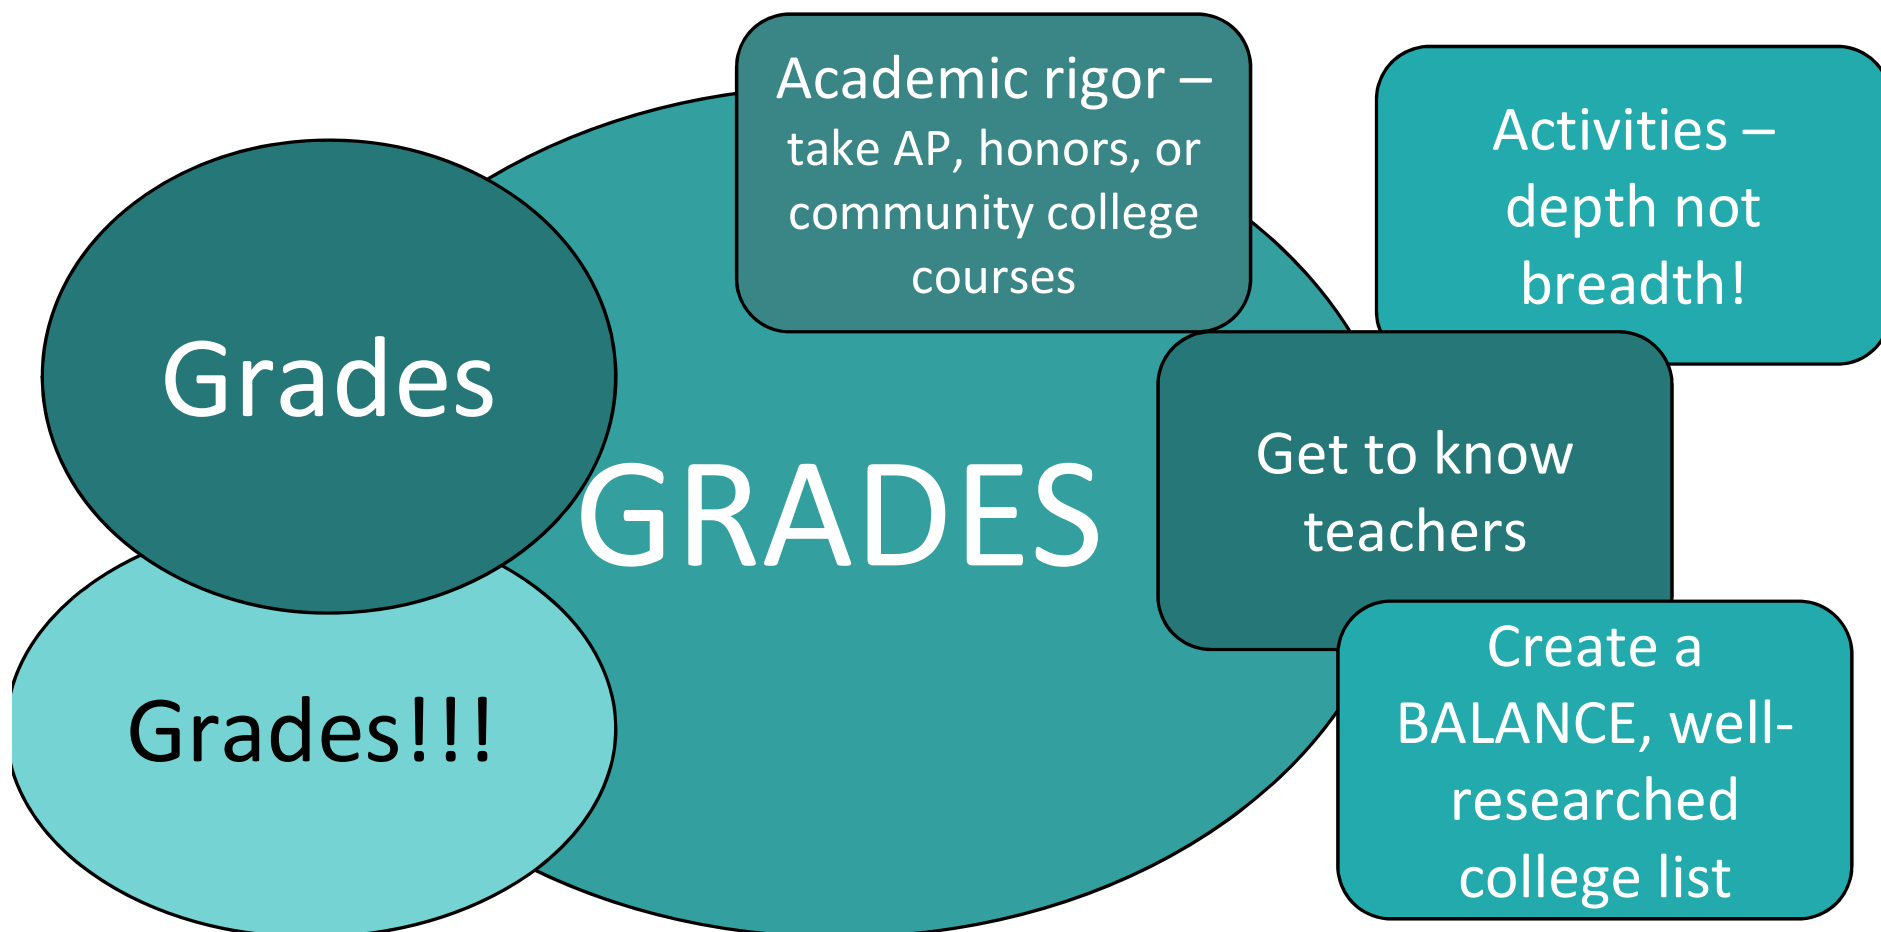 Grades
Grades!!!
GRADES
Academic rigor –
take AP, honors, or
community college
courses
Activities –
depth not
breadth!
Get to know
teachers
Create a
BALANCE, well-
researched
college list